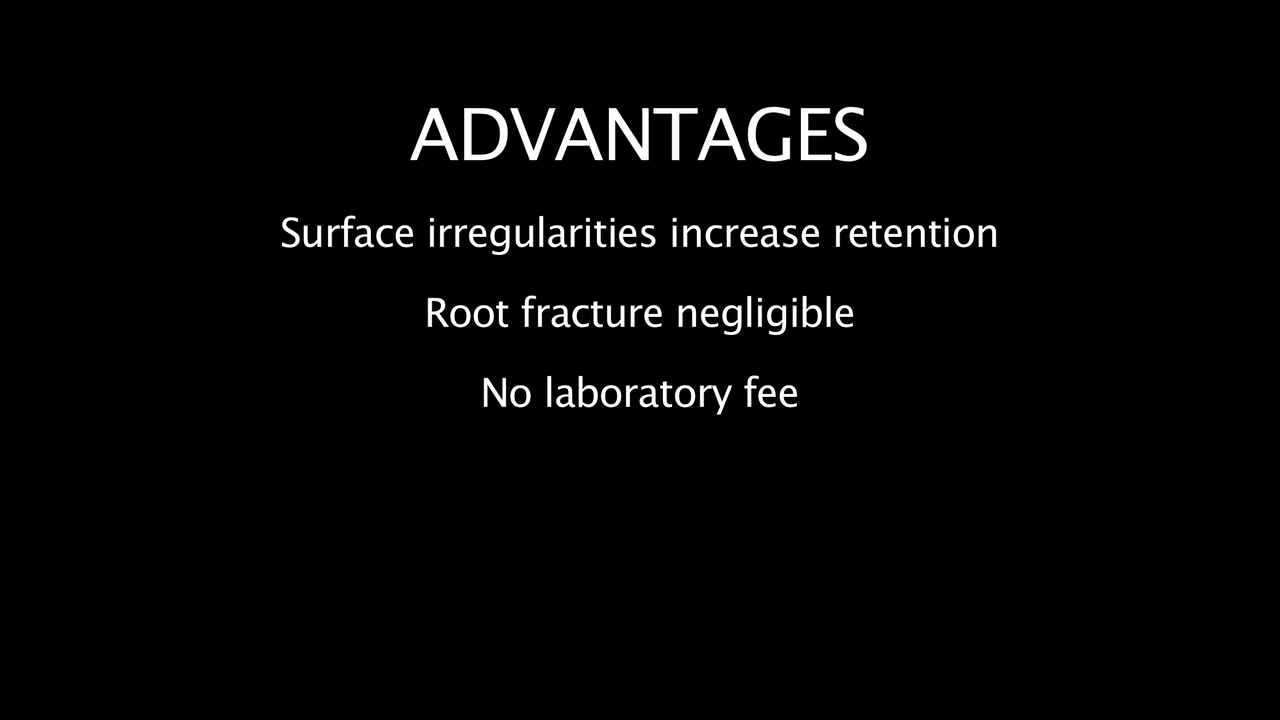 ADVANTAGES
Surface irregularities increase retention
Root fracture negligible
No laboratory fee